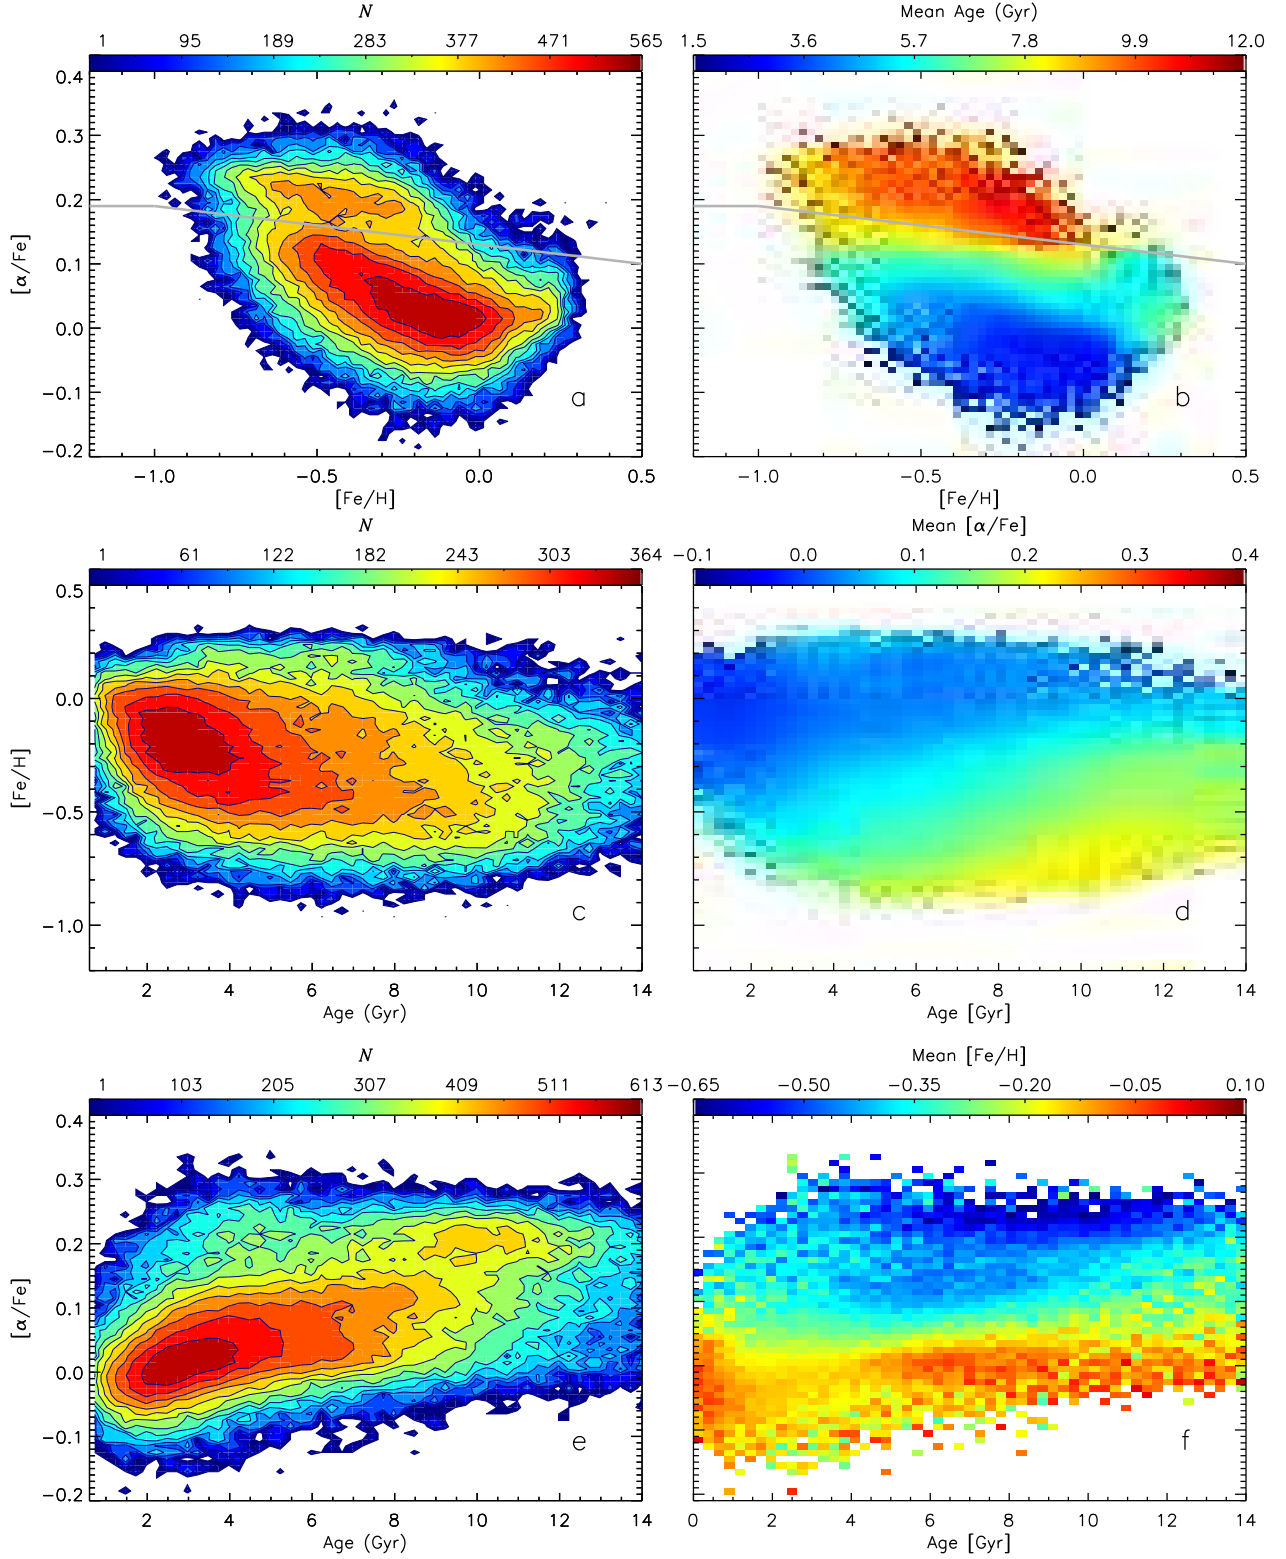 N
Mean Age (Gyr)
1 95 189 283 377 471 565
1.5 3.6 5.7 7.8 9.9 12.0
0.4
0.3
0.2
0.1
0.0
−0.1
−0.2
[α/Fe]
a
b
−1.0 −0.5 0.0 0.5
−1.0 −0.5 0.0 0.5
[Fe/H]
[Fe/H]
N
Mean [α/Fe]
1 61 122 182 243 303 364
−0.1 0.0 0.1 0.2 0.3 0.4
0.5
0.0
−0.5
−1.0
[Fe/H]
c
d
2 4 6 8 10 12 14
2 4 6 8 10 12 14
Age (Gyr)
Age [Gyr]
N
Mean [Fe/H]
1 103 205 307 409 511 613
−0.65 −0.50 −0.35 −0.20 −0.05 0.10
0.4
0.3
0.2
0.1
0.0
−0.1
−0.2
[α/Fe]
e
f
2 4 6 8 10 12 14
0 2 4 6 8 10 12 14
Age (Gyr)
Age [Gyr]